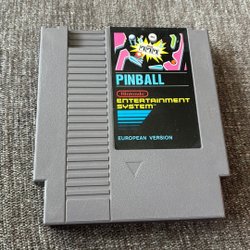 PINBALL
Nintendo
ENTERTAINMENT
SYSTEM
EUROPEAN VERSION